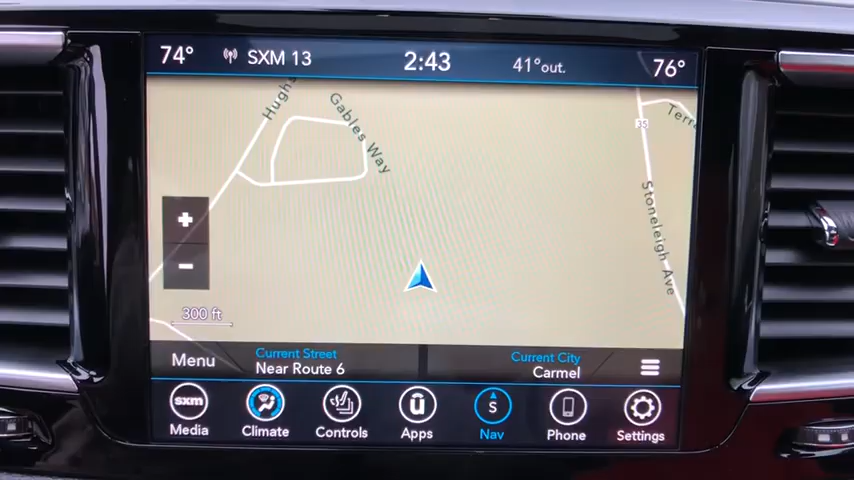 74° SXM 13 2:43 41°out. 76°
Gables Way
35
Stoneleigh Ave
+
−
300 ft
Menu
Current Street
Near Route 6
Current City
Carmel
sxm
S
Media
Climate
Controls
Apps
Nav
Phone
Settings